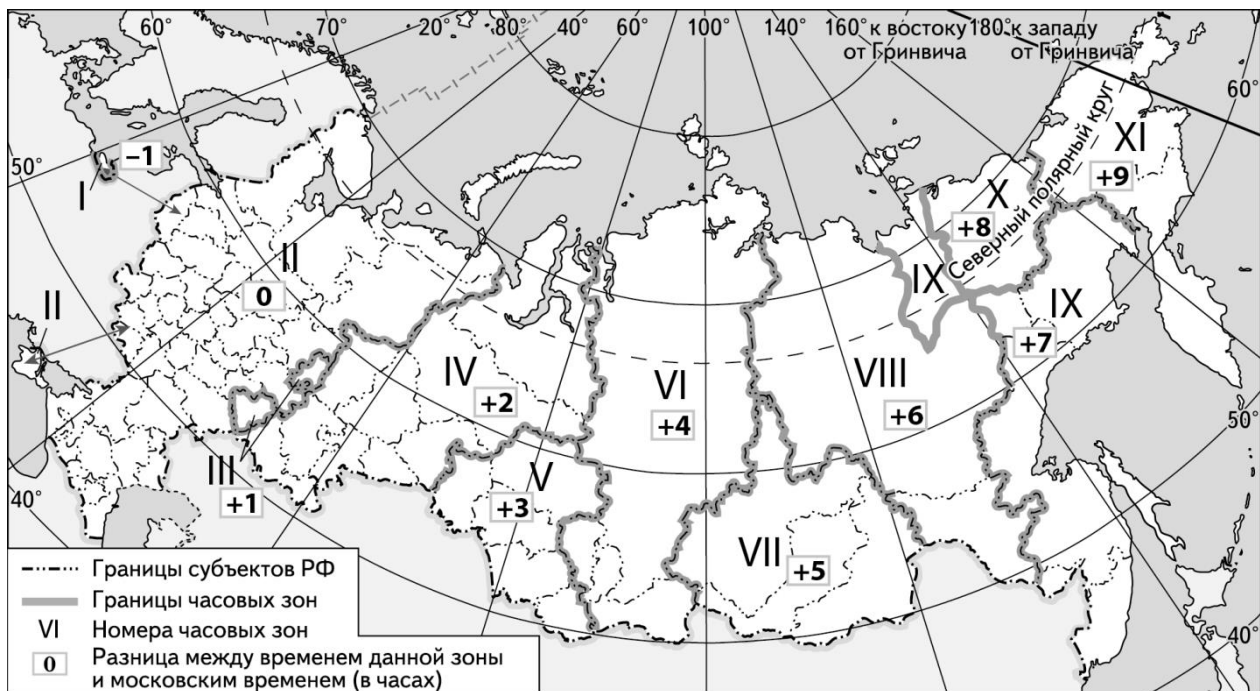 60° 70° 20° 40° 60° 100° 140° 160° к востоку 180° к западу
от Гринвича от Гринвича
60°
50°
−1
I
Северный полярный круг
XI
+9
X
+8
II
0
IX
IX
+7
II
IV
+2
VI
+4
VIII
+6
50°
40°
III
+1
V
+3
VII
+5
40°
Границы субъектов РФ
Границы часовых зон
VI Номера часовых зон
0 Разница между временем данной зоны
и московским временем (в часах)